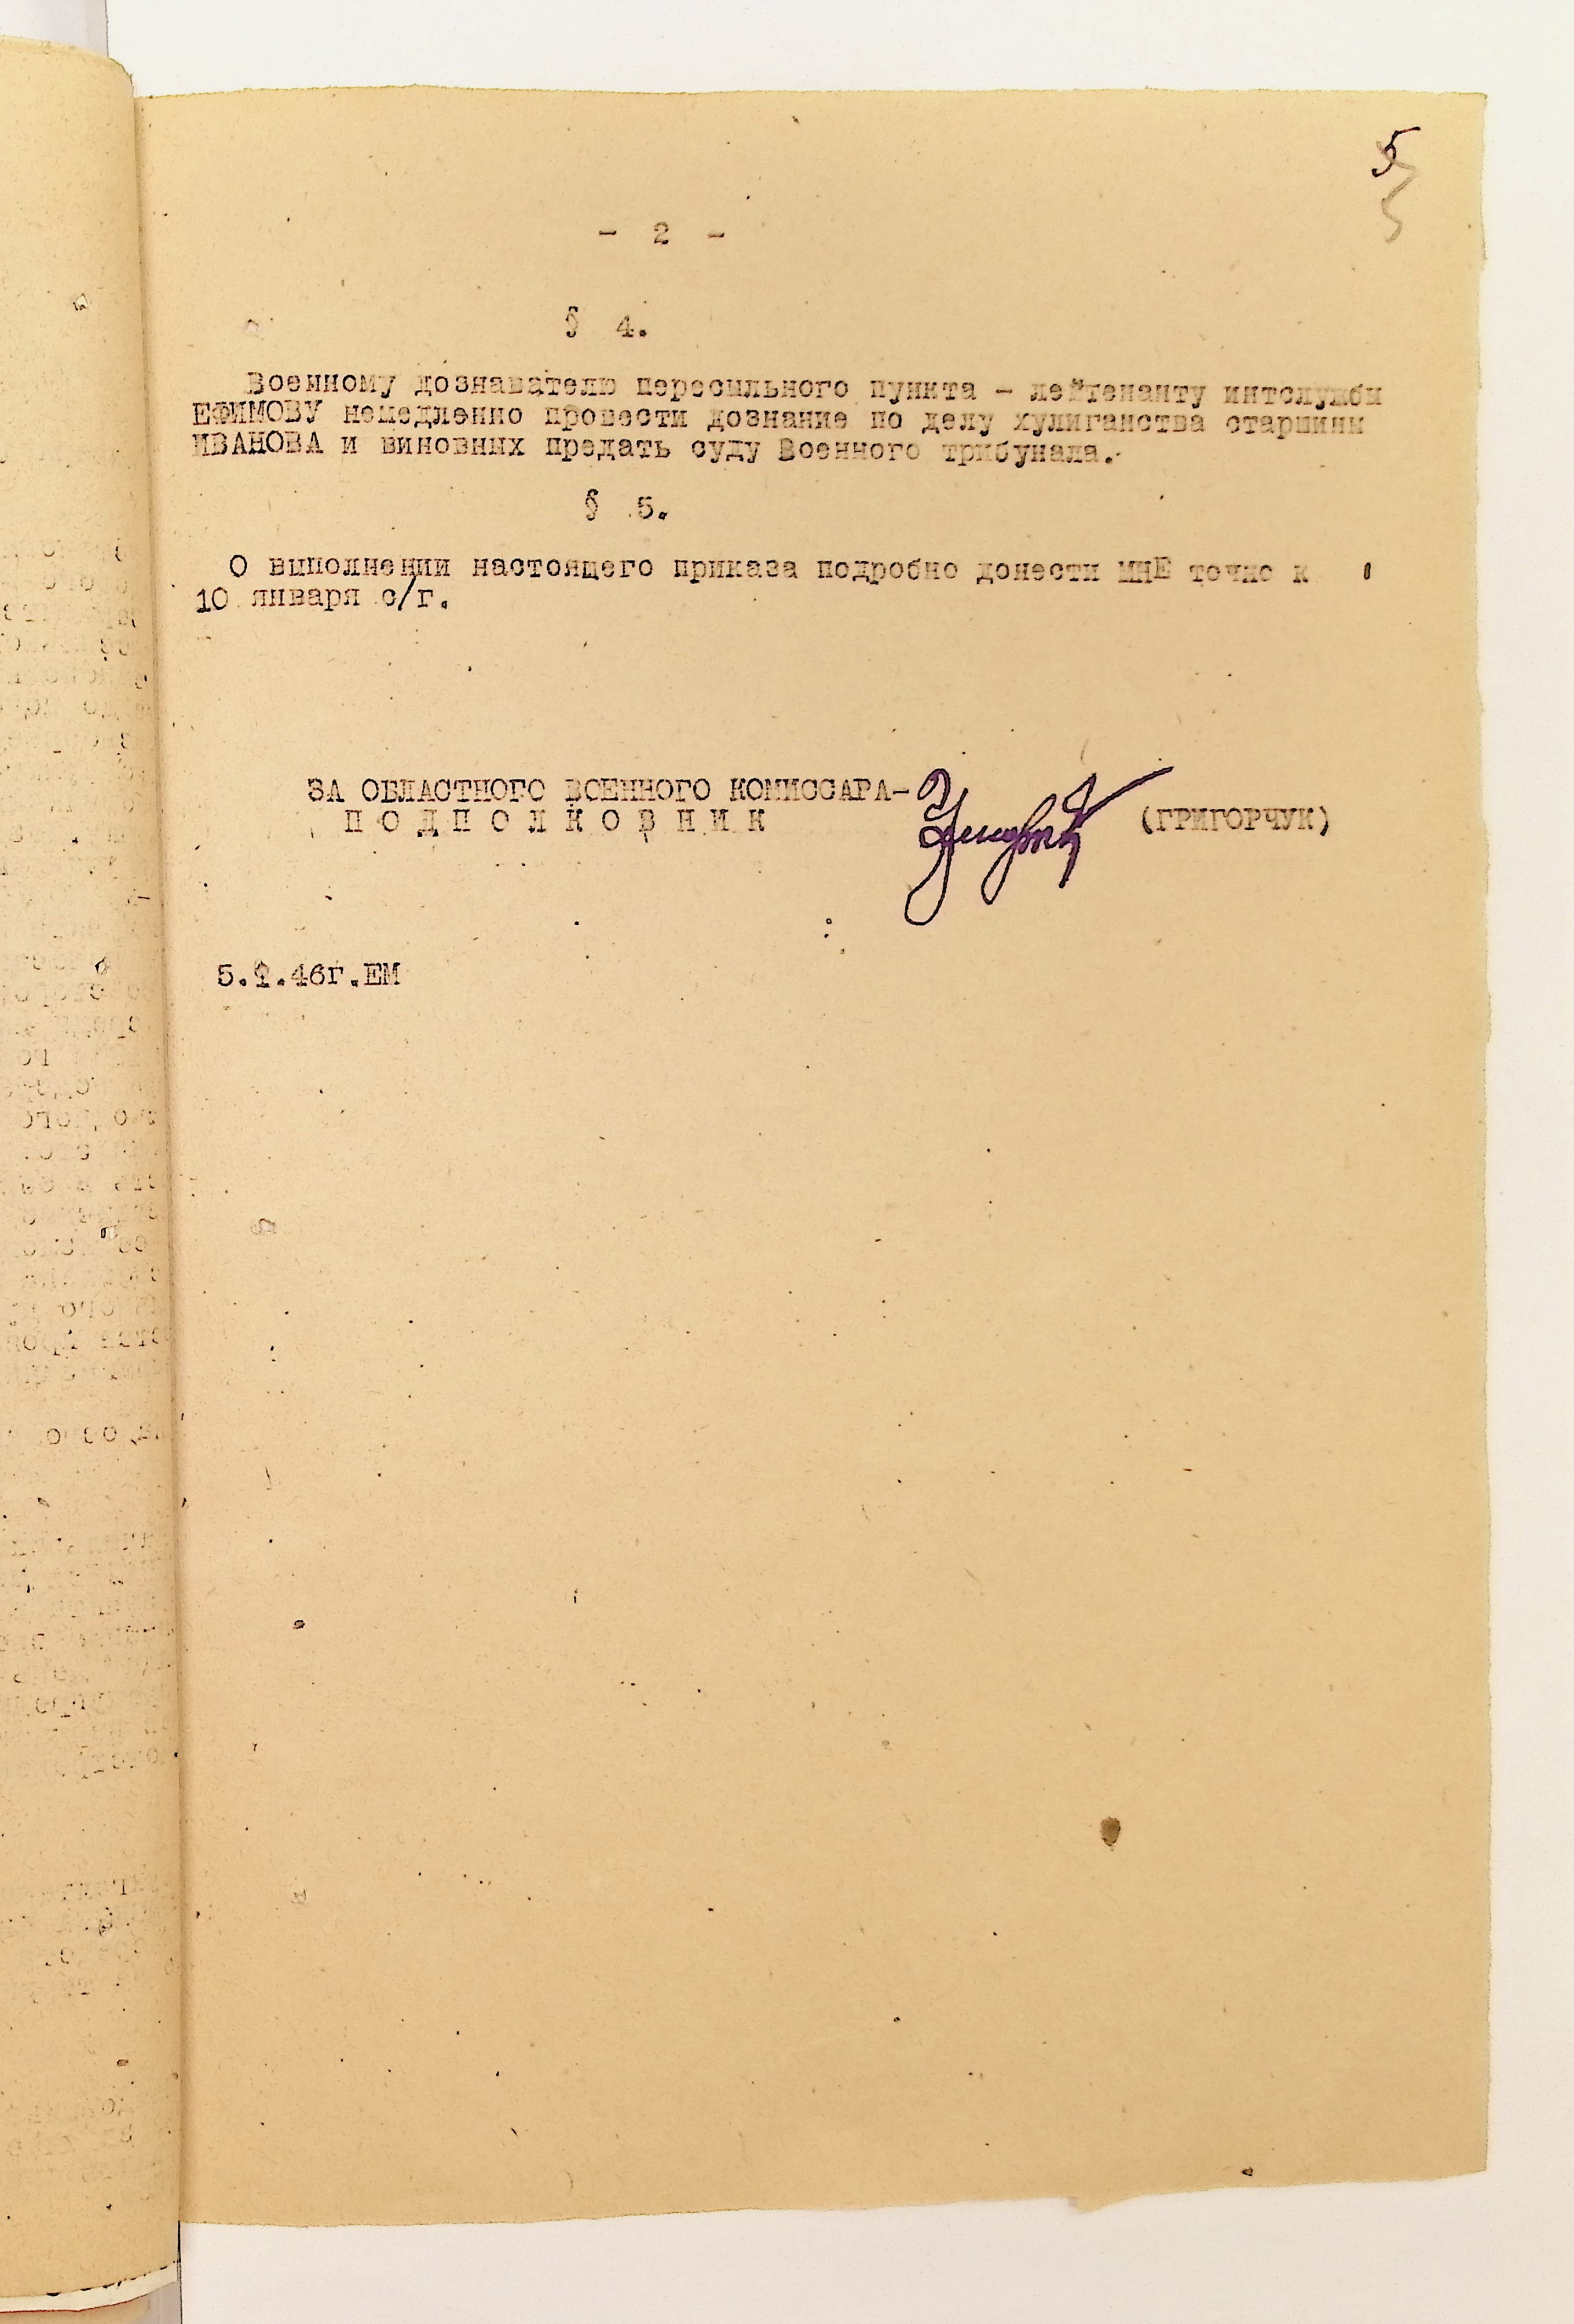 5
5
- 2 -
§ 4.
Военному дознавателю пересыльного пункта – лейтенанту интслужбы
ЕФИМОВУ немедленно провести дознание по делу хулиганства старшины
ИВАНОВА и виновных предать суду Военного трибунала.
§ 5.
О выполнении настоящего приказа подробно донести МНЕ точно к
10 января с/г.
ЗА ОБЛАСТНОГО ВОЕННОГО КОМИССАРА-
ПОДПОЛКОВНИК
(ГРИГОРЧУК)
5.1.46г.ЕМ